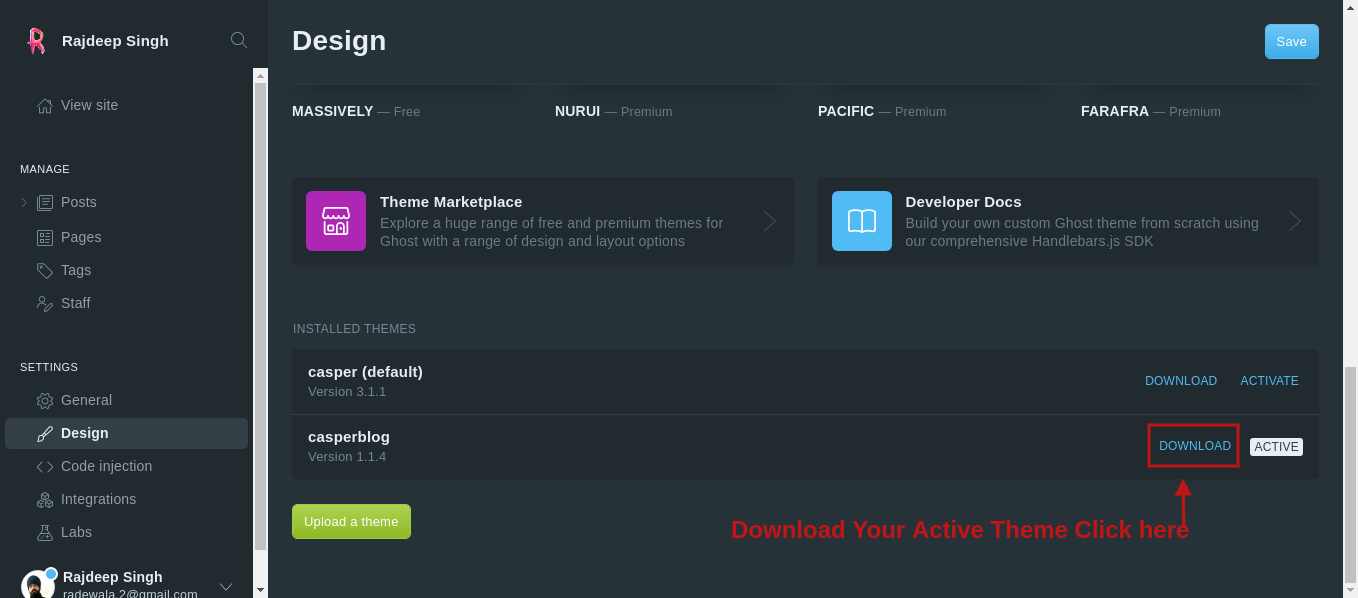 Rajdeep Singh
View site
MANAGE
Posts
Pages
Tags
Staff
SETTINGS
General
Design
Code injection
Integrations
Labs
Rajdeep Singh
radewala.2@gmail.com
Design
Save
MASSIVELY — Free
NURUI — Premium
PACIFIC — Premium
FARAFRA — Premium
Theme Marketplace
Explore a huge range of free and premium themes for
Ghost with a range of design and layout options
Developer Docs
Build your own custom Ghost theme from scratch using
our comprehensive Handlebars.js SDK
INSTALLED THEMES
casper (default)
Version 3.1.1
DOWNLOAD ACTIVATE
casperblog
Version 1.1.4
DOWNLOAD ACTIVE
Upload a theme
Download Your Active Theme Click here